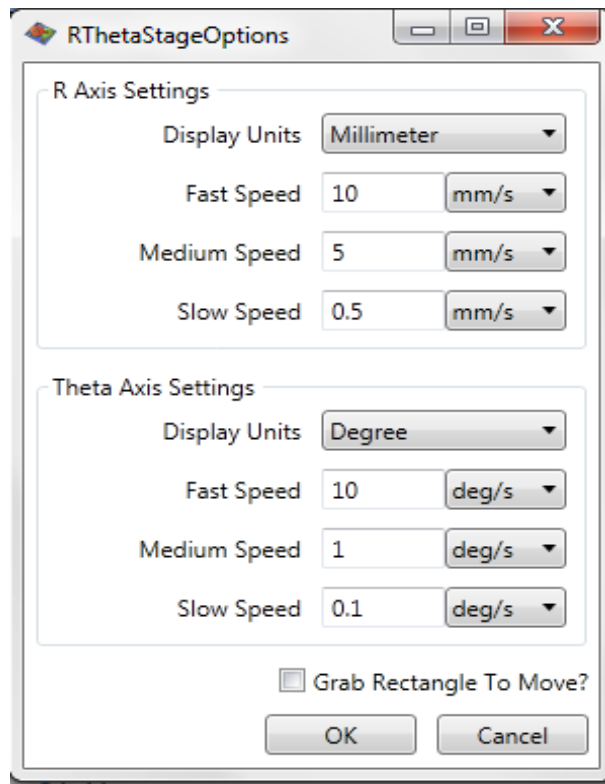 RThetaStageOptions
R Axis Settings
Display Units Millimeter
Fast Speed 10 mm/s
Medium Speed 5 mm/s
Slow Speed 0.5 mm/s
Theta Axis Settings
Display Units Degree
Fast Speed 10 deg/s
Medium Speed 1 deg/s
Slow Speed 0.1 deg/s
Grab Rectangle To Move?
OK Cancel